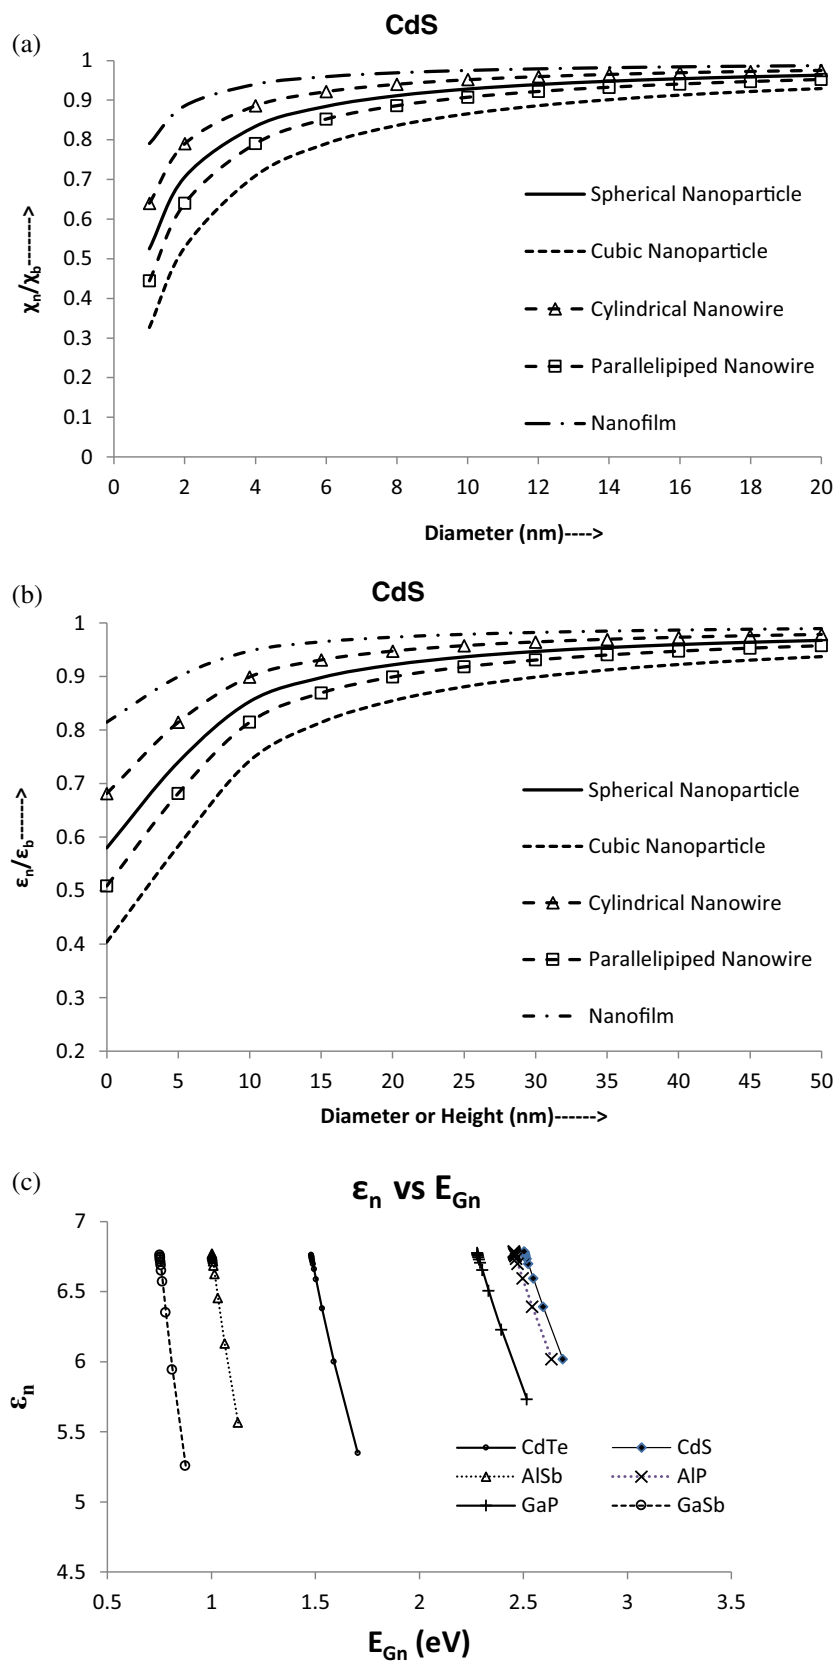 (a)
CdS
χn/χb-------->
1
0.9
0.8
0.7
0.6
0.5
0.4
0.3
0.2
0.1
0
Spherical Nanoparticle
Cubic Nanoparticle
Cylindrical Nanowire
Parallelipiped Nanowire
Nanofilm
0 2 4 6 8 10 12 14 16 18 20
Diameter (nm)---->
(b)
CdS
εn/εb------->
1
0.9
0.8
0.7
0.6
0.5
0.4
0.3
0.2
Spherical Nanoparticle
Cubic Nanoparticle
Cylindrical Nanowire
Parallelipiped Nanowire
Nanofilm
0 5 10 15 20 25 30 35 40 45 50
Diameter or Height (nm)------>
(c)
εn vs EGn
εn
7
6.5
6
5.5
5
4.5
CdTe CdS
AlSb AlP
GaP GaSb
0.5 1 1.5 2 2.5 3 3.5
EGn (eV)